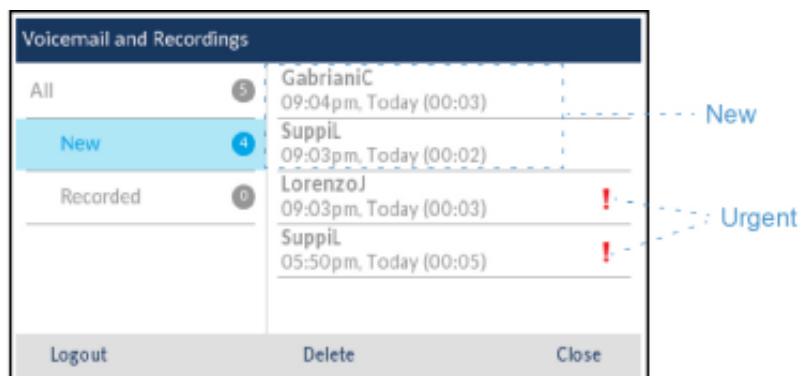 Voicemail and Recordings
All 5
GabrianiC
09:04pm, Today (00:03)
New
New 4
SuppiL
09:03pm, Today (00:02)
Recorded 0
LorenzoJ
09:03pm, Today (00:03) !
Urgent
SuppiL
05:50pm, Today (00:05) !
Logout Delete Close